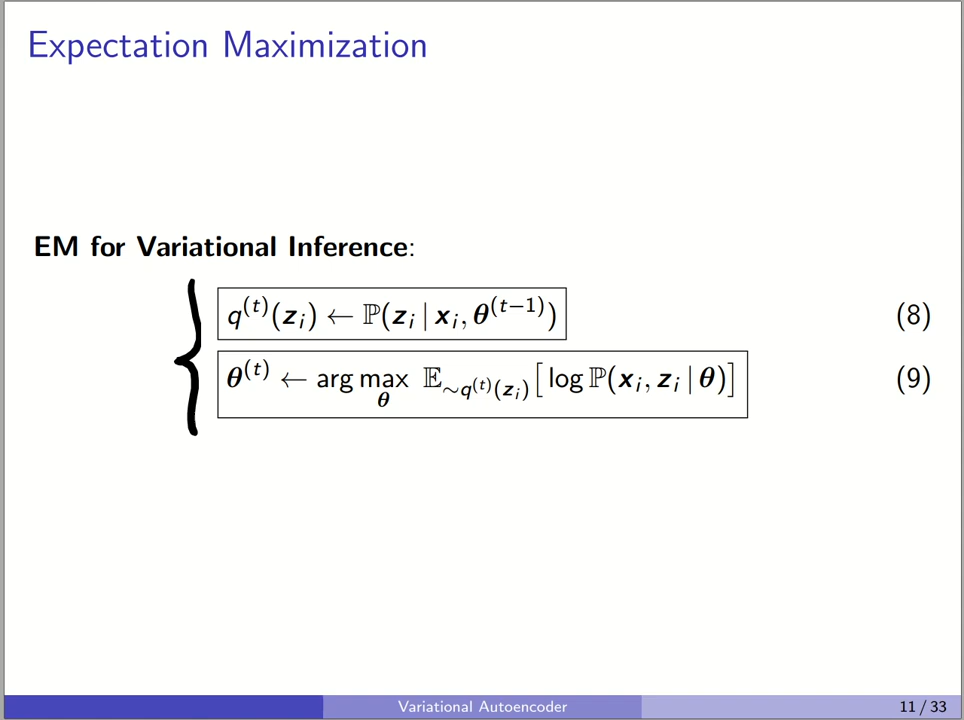 Expectation Maximization
EM for Variational Inference:
q^(t)(z_i) ← ℙ(z_i | x_i, θ^(t−1)) (8)
θ^(t) ← arg max_θ 𝔼_∼q^(t)(z_i) [ log ℙ(x_i, z_i | θ) ] (9)
Variational Autoencoder 11 / 33